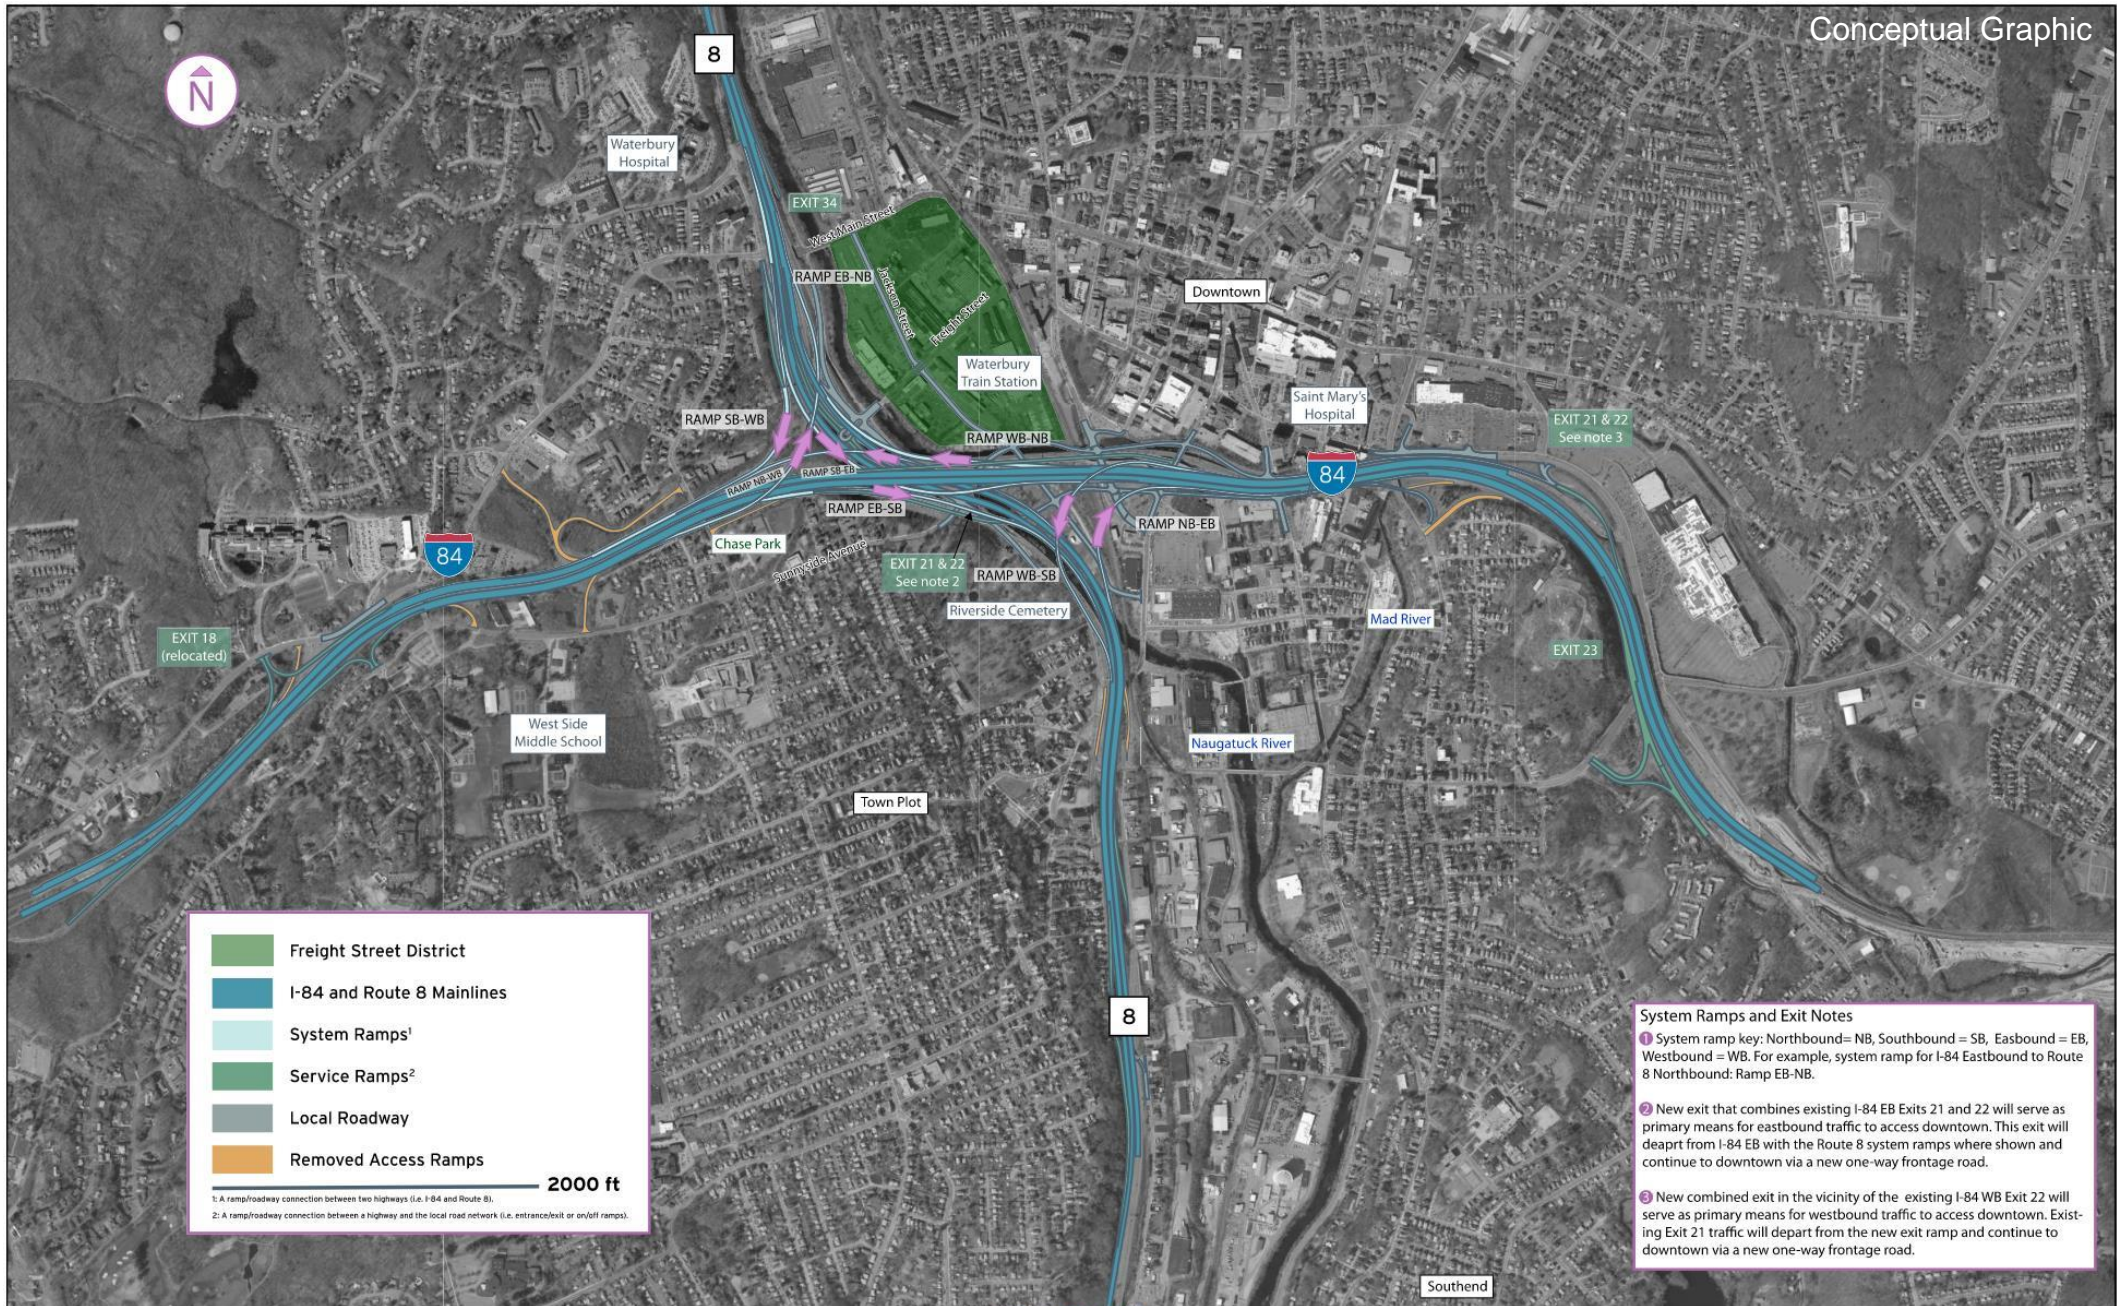 Conceptual Graphic
8
N
Waterbury
Hospital
EXIT 34
West Main Street
RAMP EB-NB
Jackson Street
Freight Street
Downtown
Waterbury
Train Station
Saint Mary's
Hospital
RAMP SB-WB
EXIT 21 & 22
See note 3
RAMP WB-NB
84
RAMP NB-WB
RAMP SB-EB
RAMP EB-SB
RAMP NB-EB
Chase Park
84
Sunnyside Avenue
EXIT 21 & 22
See note 2
RAMP WB-SB
Riverside Cemetery
Mad River
EXIT 18
(relocated)
EXIT 23
West Side
Middle School
Naugatuck River
Town Plot
8
Southend
Freight Street District
I-84 and Route 8 Mainlines
System Ramps¹
Service Ramps²
Local Roadway
Removed Access Ramps
2000 ft
1: A ramp/roadway connection between two highways (i.e. I-84 and Route 8).
2: A ramp/roadway connection between a highway and the local road network (i.e. entrance/exit or on/off ramps).
System Ramps and Exit Notes
1 System ramp key: Northbound= NB, Southbound = SB, Easbound = EB,
Westbound = WB. For example, system ramp for I-84 Eastbound to Route
8 Northbound: Ramp EB-NB.
2 New exit that combines existing I-84 EB Exits 21 and 22 will serve as
primary means for eastbound traffic to access downtown. This exit will
deaprt from I-84 EB with the Route 8 system ramps where shown and
continue to downtown via a new one-way frontage road.
3 New combined exit in the vicinity of the existing I-84 WB Exit 22 will
serve as primary means for westbound traffic to access downtown. Exist-
ing Exit 21 traffic will depart from the new exit ramp and continue to
downtown via a new one-way frontage road.